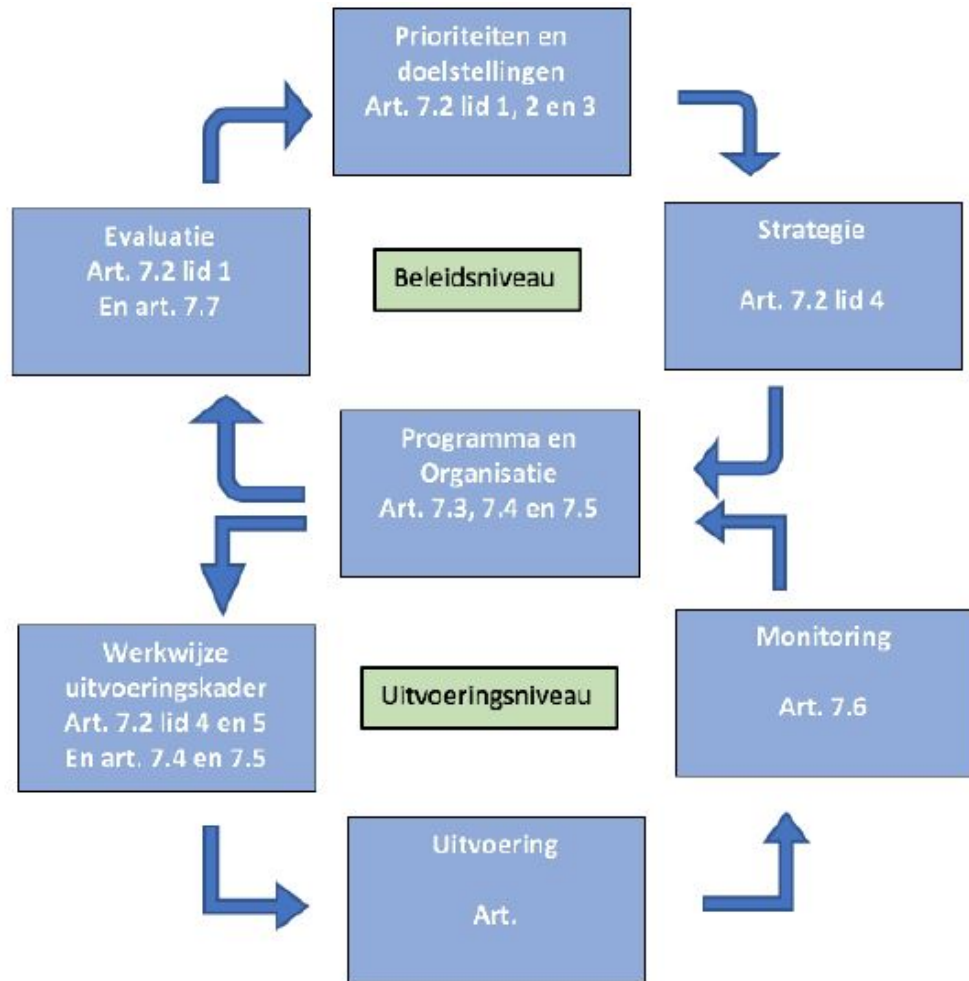 Prioriteiten en
doelstellingen
Art. 7.2 lid 1, 2 en 3
Evaluatie
Art. 7.2 lid 1
En art. 7.7
Beleidsniveau
Strategie
Art. 7.2 lid 4
Programma en
Organisatie
Art. 7.3, 7.4 en 7.5
Werkwijze
uitvoeringskader
Art. 7.2 lid 4 en 5
En art. 7.4 en 7.5
Uitvoeringsniveau
Monitoring
Art. 7.6
Uitvoering
Art.